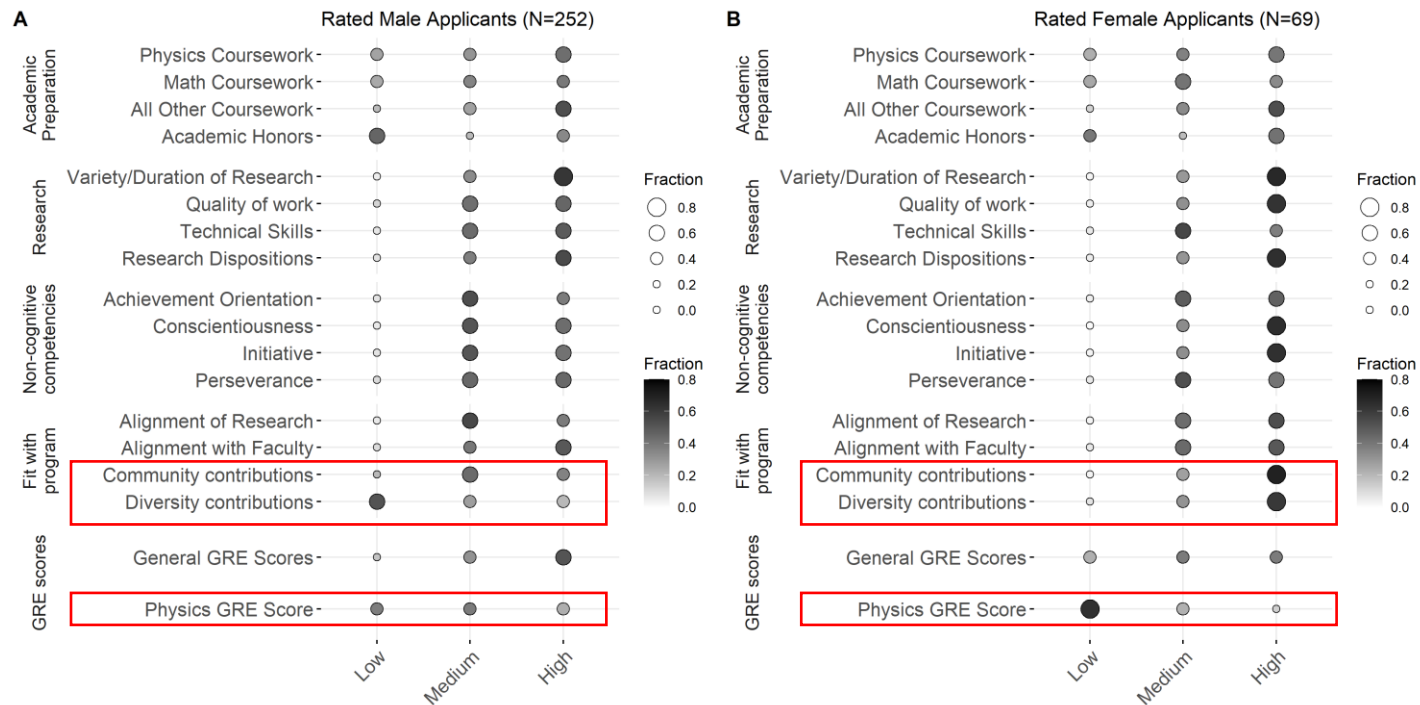 A
Rated Male Applicants (N=252)
Academic
Preparation
Physics Coursework
Math Coursework
All Other Coursework
Academic Honors
Research
Variety/Duration of Research
Quality of work
Technical Skills
Research Dispositions
Non-cognitive
competencies
Achievement Orientation
Conscientiousness
Initiative
Perseverance
Fit with
program
Alignment of Research
Alignment with Faculty
Community contributions
Diversity contributions
GRE scores
General GRE Scores
Physics GRE Score
Low
Medium
High
Fraction
0.8
0.6
0.4
0.2
0.0
Fraction
0.8
0.6
0.4
0.2
0.0
B
Rated Female Applicants (N=69)
Academic
Preparation
Physics Coursework
Math Coursework
All Other Coursework
Academic Honors
Research
Variety/Duration of Research
Quality of work
Technical Skills
Research Dispositions
Non-cognitive
competencies
Achievement Orientation
Conscientiousness
Initiative
Perseverance
Fit with
program
Alignment of Research
Alignment with Faculty
Community contributions
Diversity contributions
GRE scores
General GRE Scores
Physics GRE Score
Low
Medium
High
Fraction
0.8
0.6
0.4
0.2
0.0
Fraction
0.8
0.6
0.4
0.2
0.0